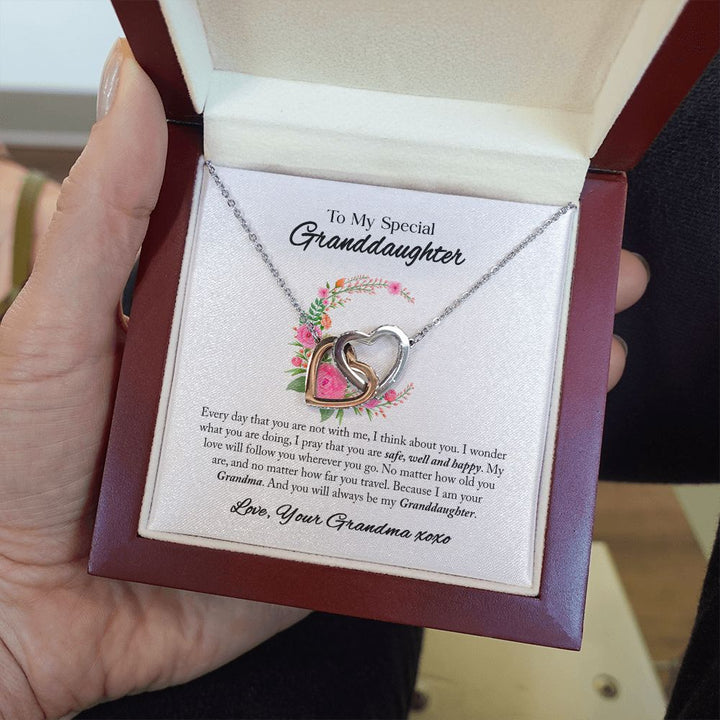 To My Special
Granddaughter
Every day that you are not with me, I think about you. I wonder
what you are doing, I pray that you are safe, well and happy. My
love will follow you wherever you go. No matter how old you
are, and no matter how far you travel. Because I am your
Grandma. And you will always be my Granddaughter.
Love, Your Grandma xoxo